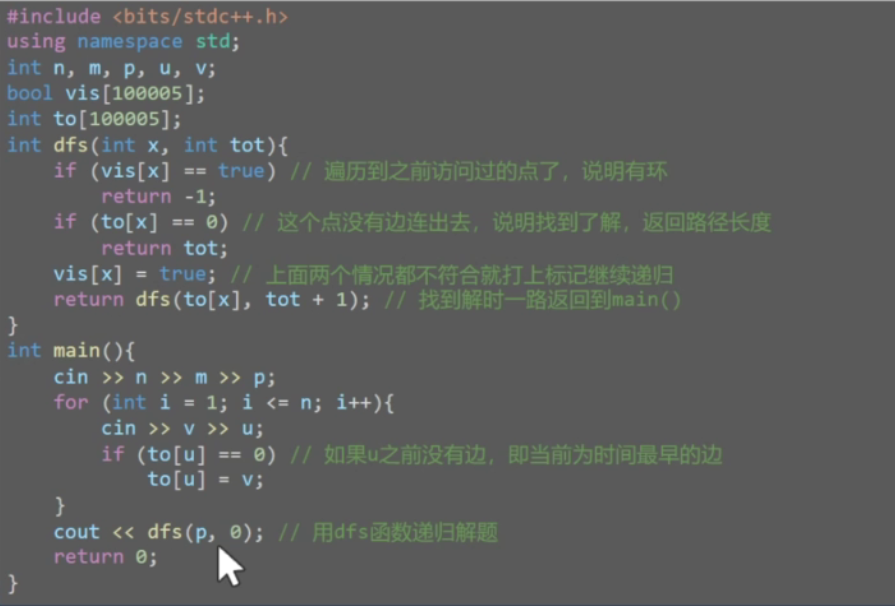 #include <bits/stdc++.h>
using namespace std;
int n, m, p, u, v;
bool vis[100005];
int to[100005];
int dfs(int x, int tot){
    if (vis[x] == true) // 遍历到之前访问过的点了，说明有环
        return -1;
    if (to[x] == 0) // 这个点没有边连出去，说明找到了解，返回路径长度
        return tot;
    vis[x] = true; // 上面两个情况都不符合就打上标记继续递归
    return dfs(to[x], tot + 1); // 找到解时一路返回到main()
}
int main(){
    cin >> n >> m >> p;
    for (int i = 1; i <= n; i++){
        cin >> v >> u;
        if (to[u] == 0) // 如果u之前没有边，即当前为时间最早的边
            to[u] = v;
    }
    cout << dfs(p, 0); // 用dfs函数递归解题
    return 0;
}